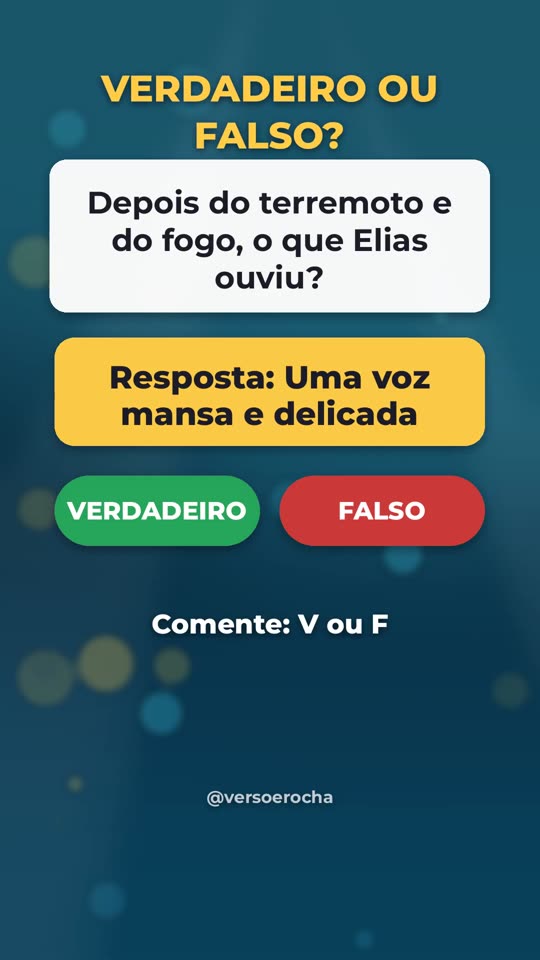 VERDADEIRO OU
FALSO?
Depois do terremoto e
do fogo, o que Elias
ouviu?
Resposta: Uma voz
mansa e delicada
VERDADEIRO
FALSO
Comente: V ou F
@versoerocha